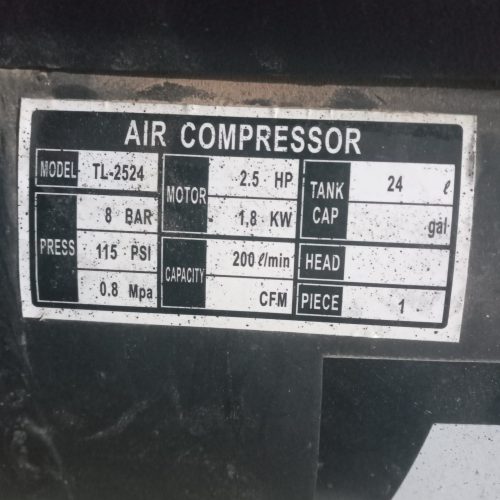 AIR COMPRESSOR
MODEL TL-2524
PRESS
8 BAR
115 PSI
0.8 Mpa
MOTOR
2.5 HP
1,8 KW
CAPACITY
200 ℓ/min
CFM
TANK CAP
24 ℓ
gal
HEAD
PIECE 1